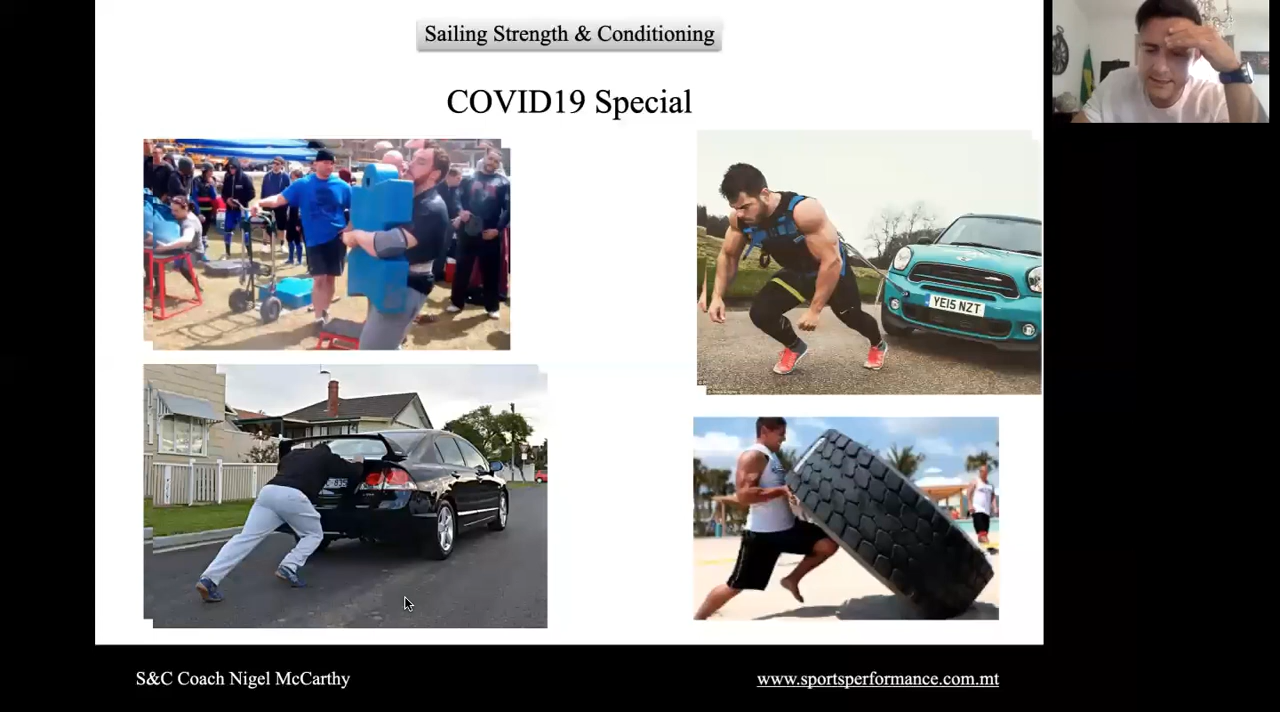 Sailing Strength & Conditioning
COVID19 Special
YE15 NZT
S&C Coach Nigel McCarthy
www.sportsperformance.com.mt